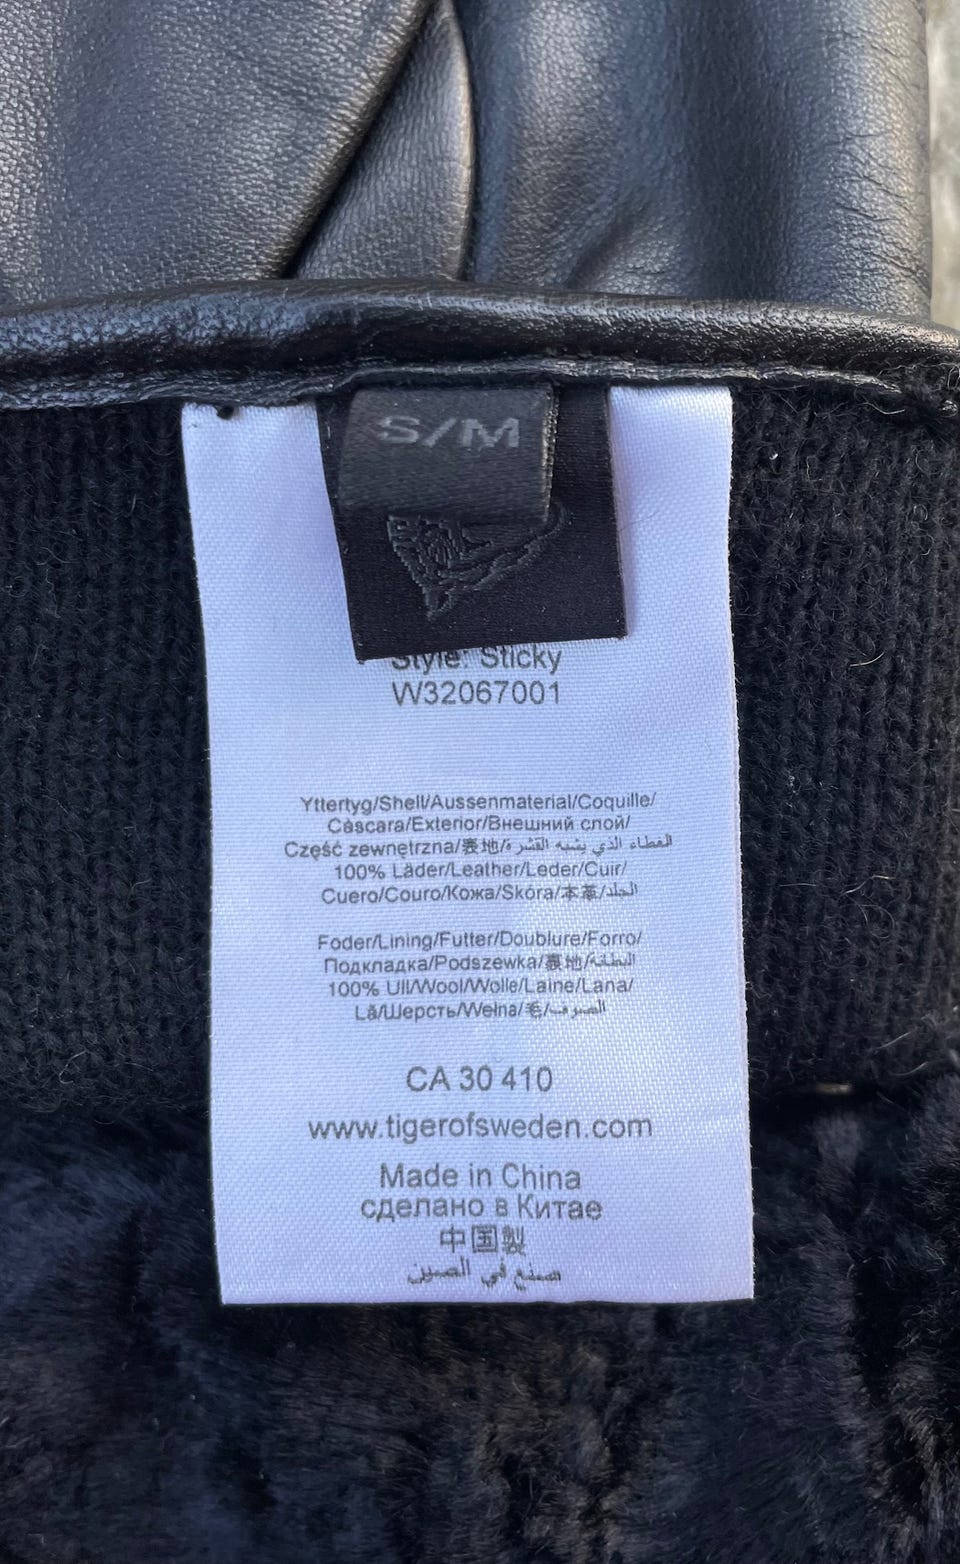 S/M
Style: Sticky
W32067001
Yttertyg/Shell/Aussenmaterial/Coquille/
Cáscara/Exterior/Внешний слой/
Część zewnętrzna/表地/الغطاء الذي يشبه القشرة
100% Läder/Leather/Leder/Cuir/
Cuero/Couro/Кожа/Skóra/本革/الجلد
Foder/Lining/Futter/Doublure/Forro/
Подкладка/Podszewka/裏地/البطانة
100% Ull/Wool/Wolle/Laine/Lana/
Lã/Шерсть/Wełna/毛/الصوف
CA 30 410
www.tigerofsweden.com
Made in China
сделано в Китае
中国製
صنع في الصين